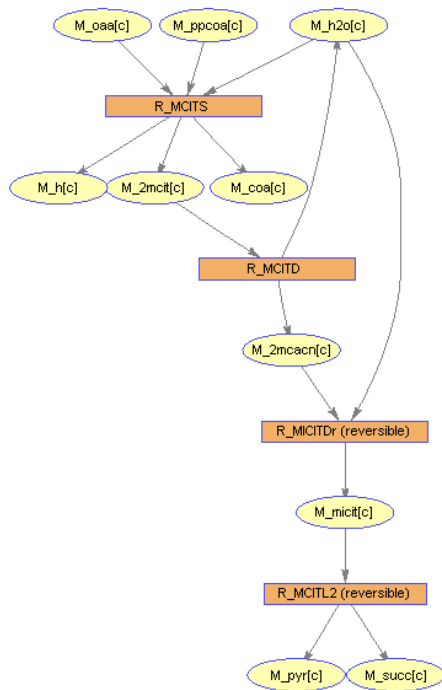 M_oaa[c] M_ppcoa[c] M_h2o[c]
R_MCITS
M_h[c] M_2mcit[c] M_coa[c]
R_MCITD
M_2mcacn[c]
R_MICITDr (reversible)
M_micit[c]
R_MCITL2 (reversible)
M_pyr[c] M_succ[c]